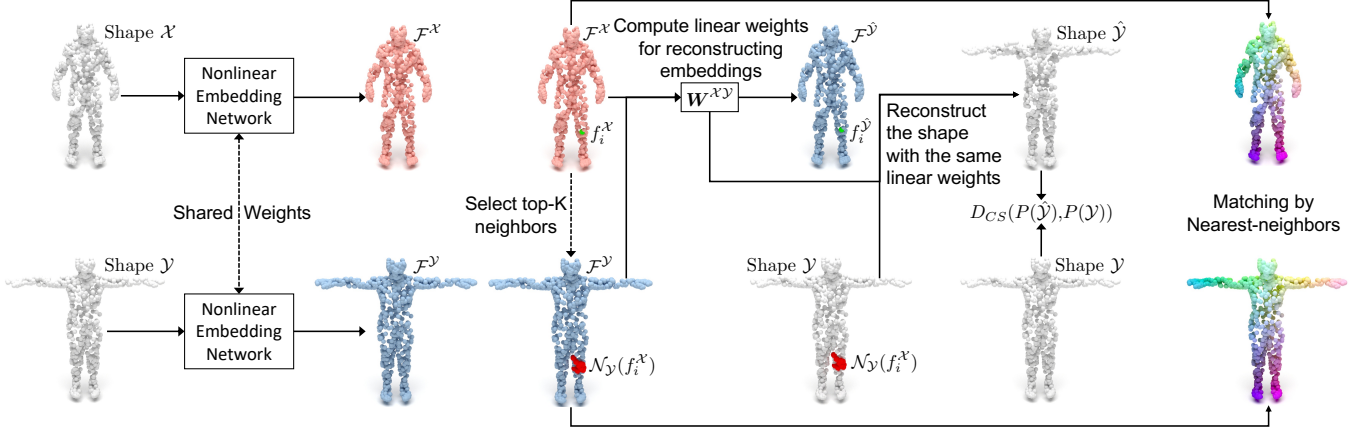 Shape 𝒳
Nonlinear
Embedding
Network
ℱ^𝒳
ℱ^𝒳
f_i^𝒳
Compute linear weights
for reconstructing
embeddings
W^{𝒳𝒴}
ℱ^{𝒴̂}
f_i^{𝒴̂}
Shape 𝒴̂
Reconstruct
the shape
with the same
linear weights
Shared Weights
Select top-K
neighbors
D_{CS}(P(𝒴̂),P(𝒴))
Matching by
Nearest-neighbors
Shape 𝒴
Nonlinear
Embedding
Network
ℱ^𝒴
ℱ^𝒴
𝒩_𝒴(f_i^𝒳)
Shape 𝒴
𝒩_𝒴(f_i^𝒳)
Shape 𝒴